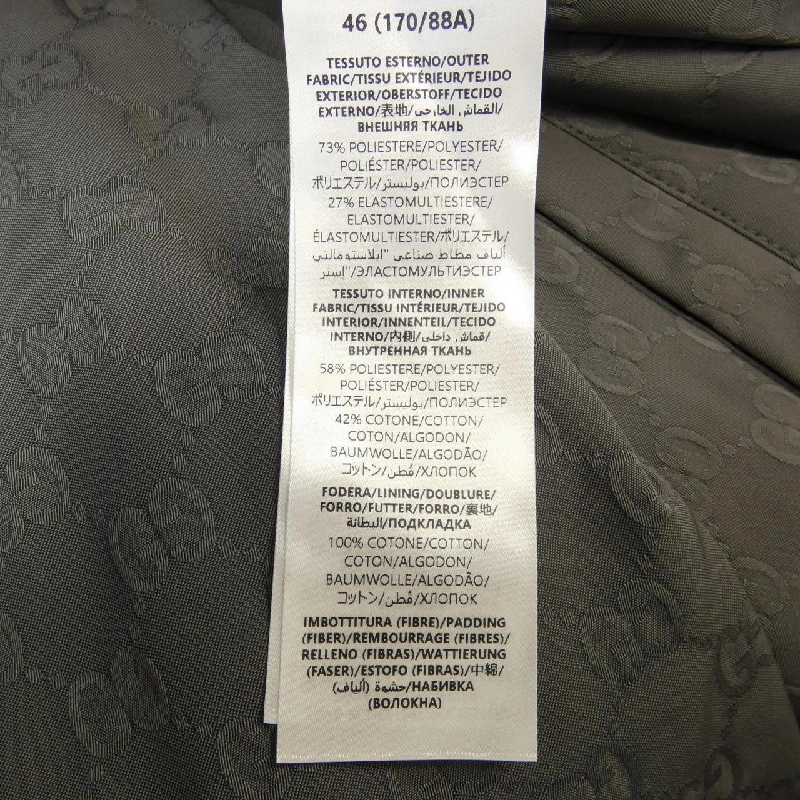 46 (170/88A)
TESSUTO ESTERNO/OUTER
FABRIC/TISSU EXTÉRIEUR/TEJIDO
EXTERIOR/OBERSTOFF/TECIDO
EXTERNO/表地/القماش الخارجي/
ВНЕШНЯЯ ТКАНЬ
73% POLIESTERE/POLYESTER/
POLIÉSTER/POLIESTER/
ポリエステル/بوليستر/ПОЛИЭСТЕР
27% ELASTOMULTIESTERE/
ELASTOMULTIESTER/
ÉLASTOMULTIESTER/ポリエステル/
ألياف مطاط صناعي "ايلاستومالتي
إستر"/ЭЛАСТОМУЛЬТИЭСТЕР
TESSUTO INTERNO/INNER
FABRIC/TISSU INTÉRIEUR/TEJIDO
INTERIOR/INNENTEIL/TECIDO
INTERNO/内側/قماش داخلي/
ВНУТРЕННАЯ ТКАНЬ
58% POLIESTERE/POLYESTER/
POLIÉSTER/POLIESTER/
ポリエステル/بوليستر/ПОЛИЭСТЕР
42% COTONE/COTTON/
COTON/ALGODON/
BAUMWOLLE/ALGODÃO/
コットン/قطن/ХЛОПОК
FODERA/LINING/DOUBLURE/
FORRO/FUTTER/FORRO/裏地/
البطانة/ПОДКЛАДКА
100% COTONE/COTTON/
COTON/ALGODON/
BAUMWOLLE/ALGODÃO/
コットン/قطن/ХЛОПОК
IMBOTTITURA (FIBRE)/PADDING
(FIBER)/REMBOURRAGE (FIBRES)/
RELLENO (FIBRAS)/WATTIERUNG
(FASER)/ESTOFO (FIBRAS)/中綿/
حشوة (ألياف)/НАБИВКА
(ВОЛОКНА)